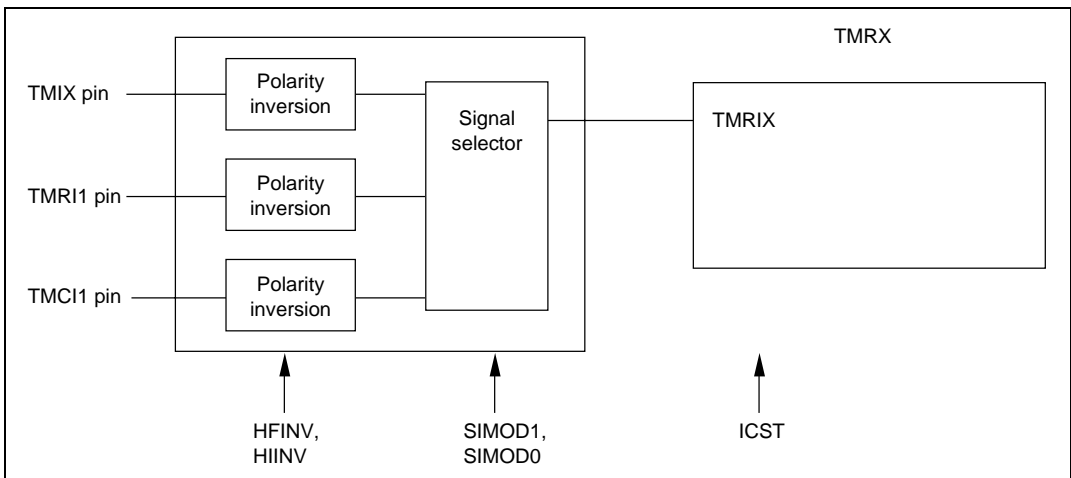 TMRX
TMIX pin
Polarity
inversion
Signal
selector
TMRIX
TMRI1 pin
Polarity
inversion
TMCI1 pin
Polarity
inversion
HFINV,
HIINV
SIMOD1,
SIMOD0
ICST